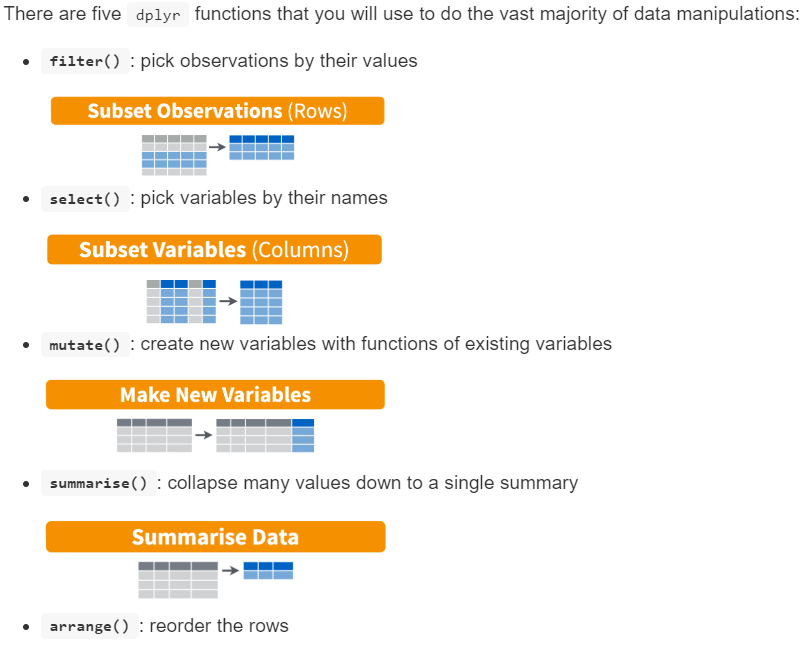 There are five dplyr functions that you will use to do the vast majority of data manipulations:
• filter() : pick observations by their values
Subset Observations (Rows)
• select() : pick variables by their names
Subset Variables (Columns)
• mutate() : create new variables with functions of existing variables
Make New Variables
• summarise() : collapse many values down to a single summary
Summarise Data
• arrange() : reorder the rows